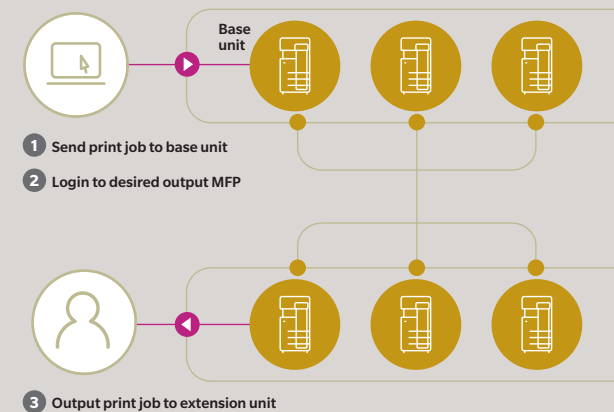 Base
unit
1 Send print job to base unit
2 Login to desired output MFP
3 Output print job to extension unit